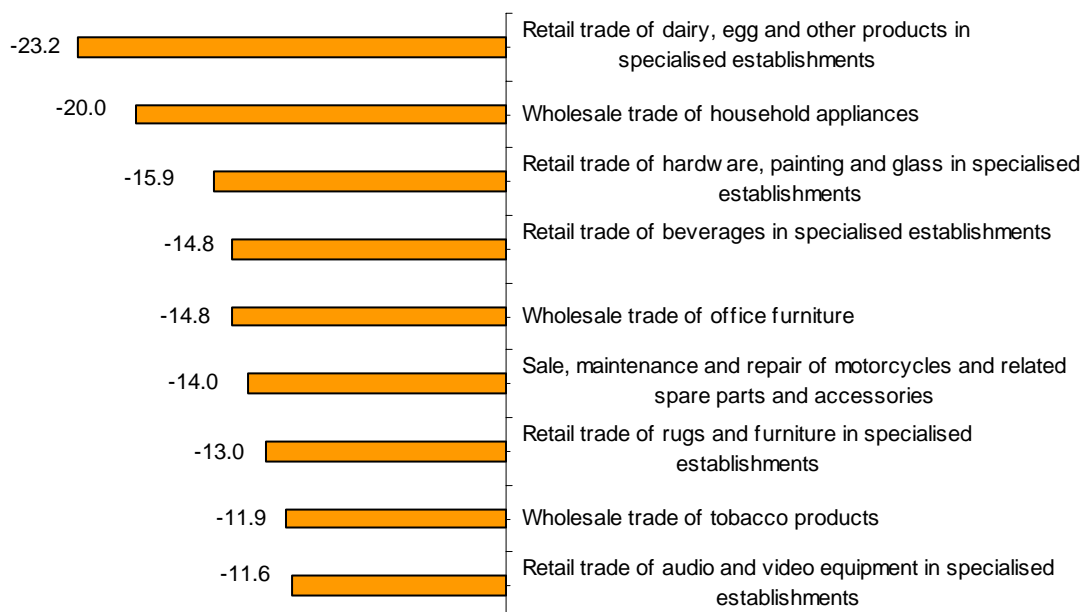 -23.2
Retail trade of dairy, egg and other products in
specialised establishments
-20.0
Wholesale trade of household appliances
-15.9
Retail trade of hardware, painting and glass in specialised
establishments
-14.8
Retail trade of beverages in specialised establishments
-14.8
Wholesale trade of office furniture
-14.0
Sale, maintenance and repair of motorcycles and related
spare parts and accessories
-13.0
Retail trade of rugs and furniture in specialised
establishments
-11.9
Wholesale trade of tobacco products
-11.6
Retail trade of audio and video equipment in specialised
establishments